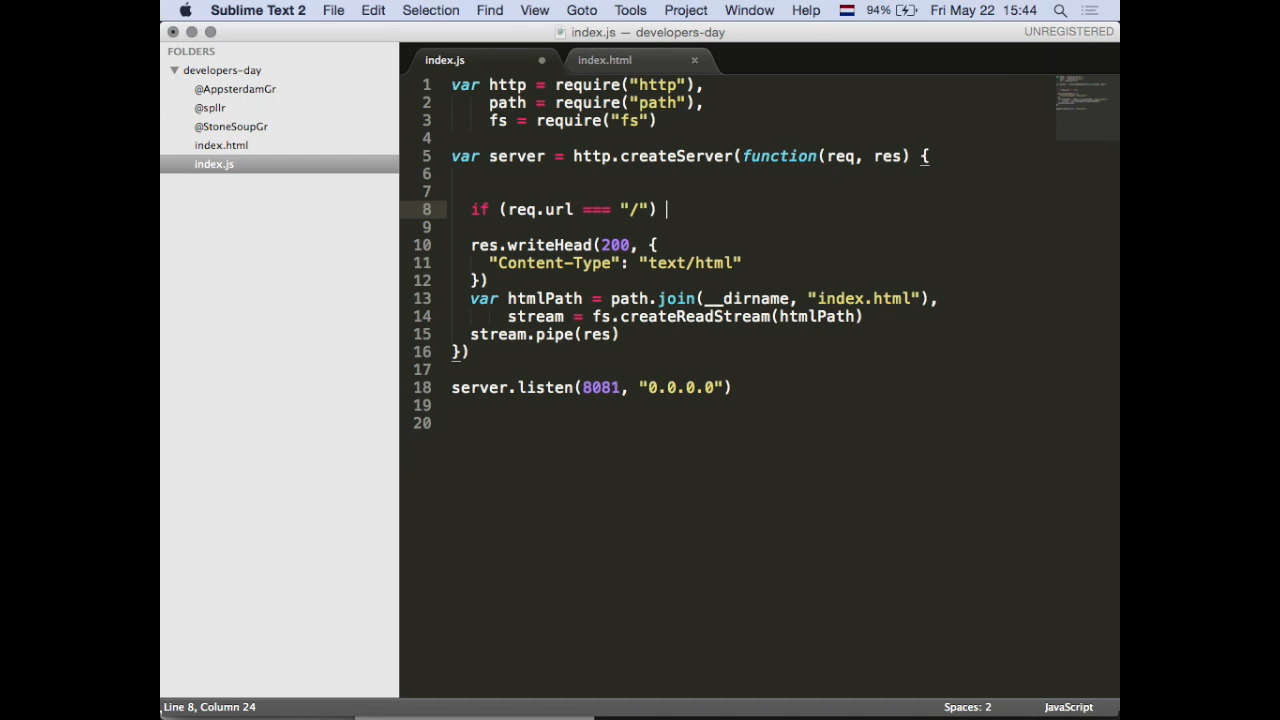 Sublime Text 2 File Edit Selection Find View Goto Tools Project Window Help 94% Fri May 22 15:44
index.js — developers-day UNREGISTERED
FOLDERS
developers-day
@AppsterdamGr
@spllr
@StoneSoupGr
index.html
index.js
index.js index.html
1 var http = require("http"),
2 path = require("path"),
3 fs = require("fs")
4
5 var server = http.createServer(function(req, res) {
6
7
8 if (req.url === "/")
9
10 res.writeHead(200, {
11 "Content-Type": "text/html"
12 })
13 var htmlPath = path.join(__dirname, "index.html"),
14 stream = fs.createReadStream(htmlPath)
15 stream.pipe(res)
16 })
17
18 server.listen(8081, "0.0.0.0")
19
20
Line 8, Column 24 Spaces: 2 JavaScript